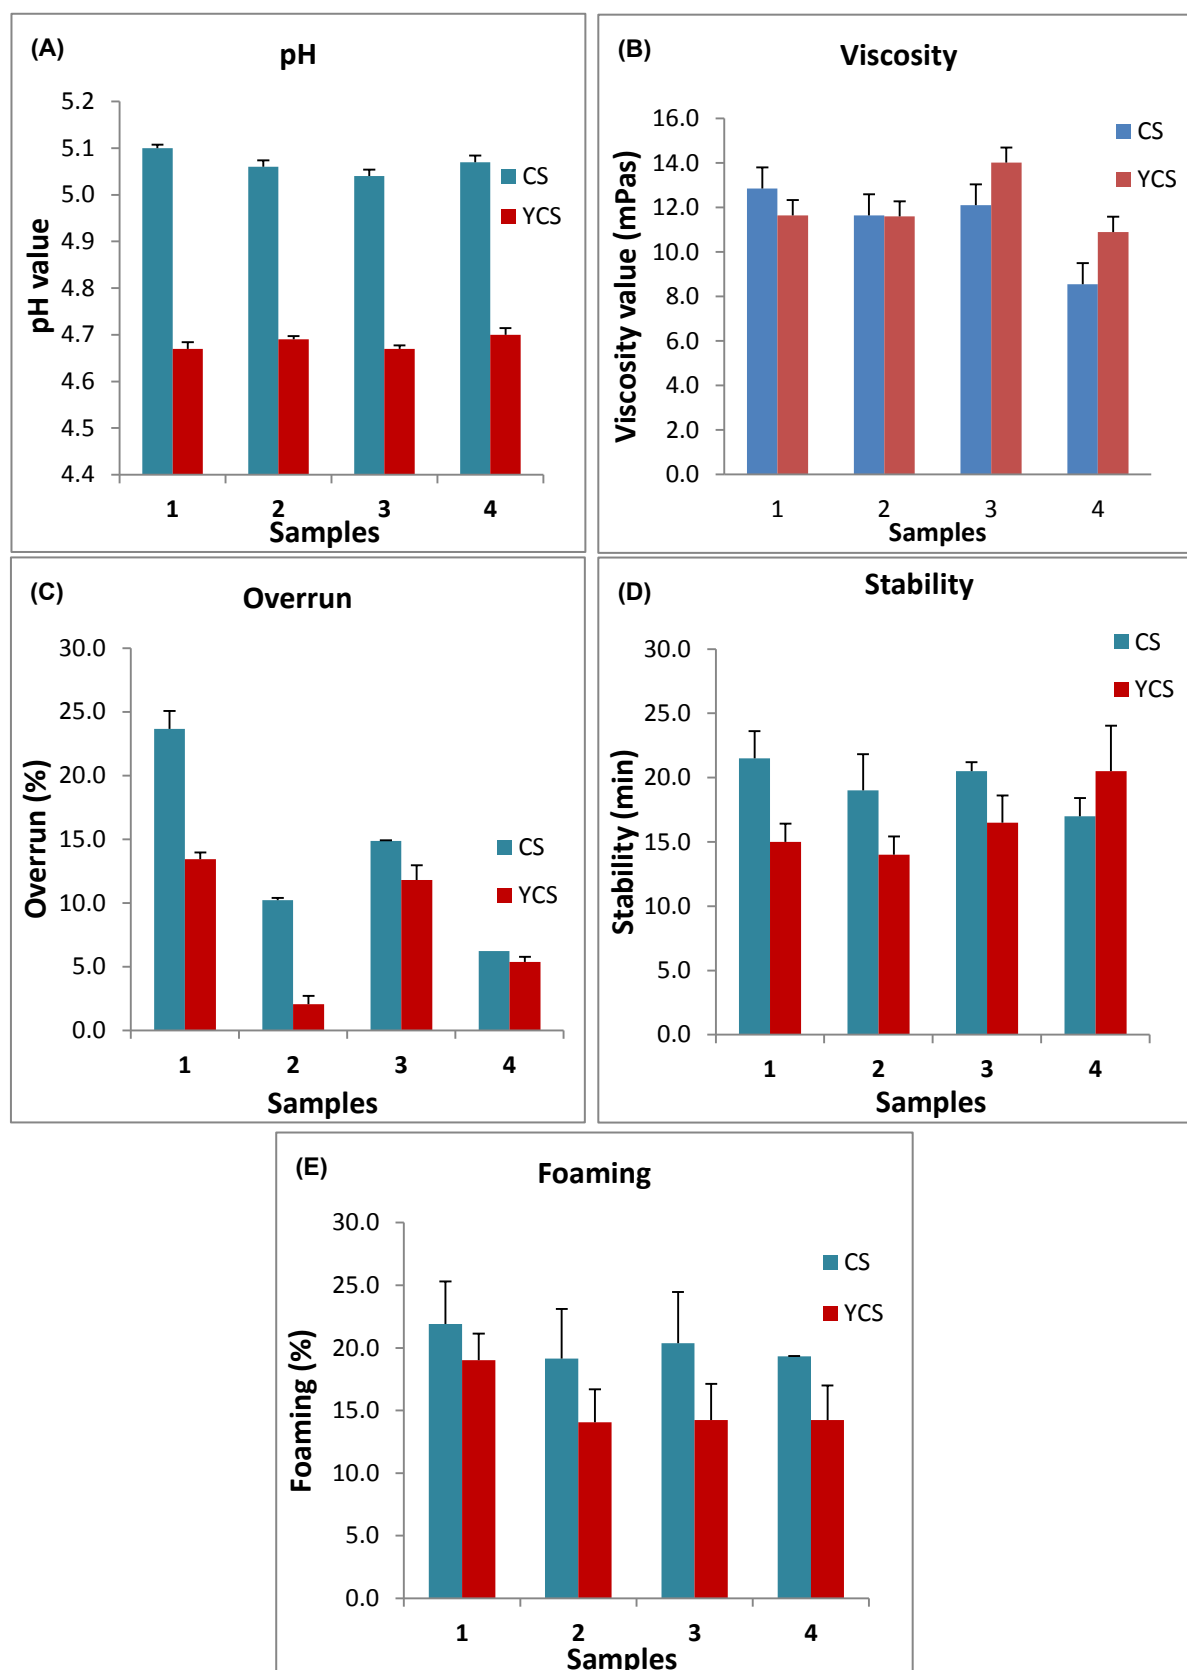 (A)
pH
pH value
5.2
5.1
5.0
4.9
4.8
4.7
4.6
4.5
4.4
CS
YCS
1 2 3 4
Samples
(B)
Viscosity
Viscosity value (mPas)
16.0
14.0
12.0
10.0
8.0
6.0
4.0
2.0
0.0
CS
YCS
1 2 3 4
Samples
(C)
Overrun
Overrun (%)
30.0
25.0
20.0
15.0
10.0
5.0
0.0
CS
YCS
1 2 3 4
Samples
(D)
Stability
Stability (min)
30.0
25.0
20.0
15.0
10.0
5.0
0.0
CS
YCS
1 2 3 4
Samples
(E)
Foaming
Foaming (%)
30.0
25.0
20.0
15.0
10.0
5.0
0.0
CS
YCS
1 2 3 4
Samples